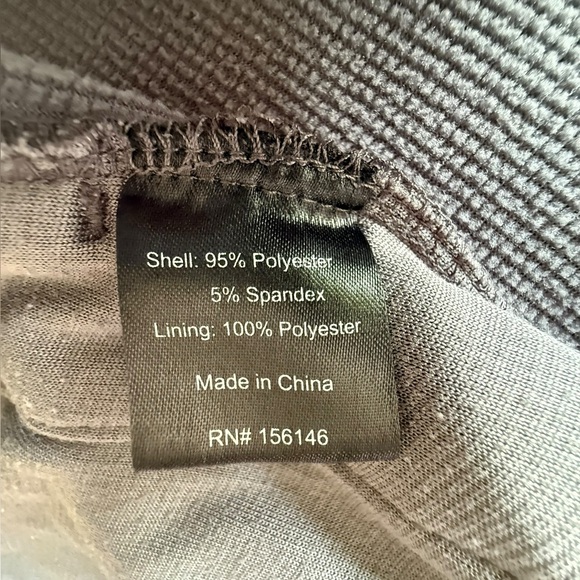 Shell: 95% Polyester
5% Spandex
Lining: 100% Polyester
Made in China
RN# 156146